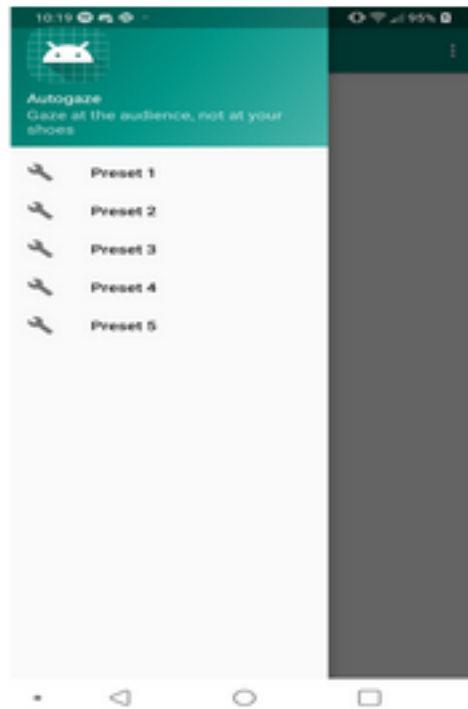 10:19
95%
Autogaze
Gaze at the audience, not at your
shoes
Preset 1
Preset 2
Preset 3
Preset 4
Preset 5